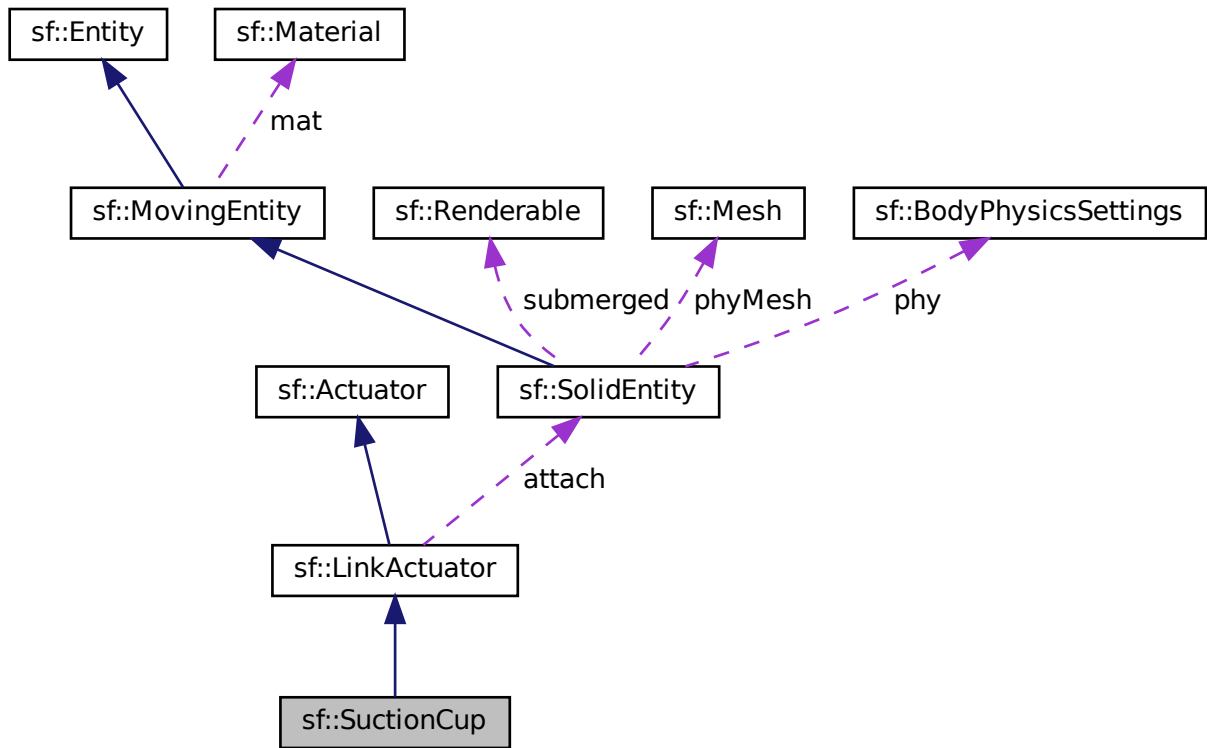 sf::Entity
sf::Material
mat
sf::MovingEntity
sf::Renderable
sf::Mesh
sf::BodyPhysicsSettings
submerged
phyMesh
phy
sf::Actuator
sf::SolidEntity
attach
sf::LinkActuator
sf::SuctionCup